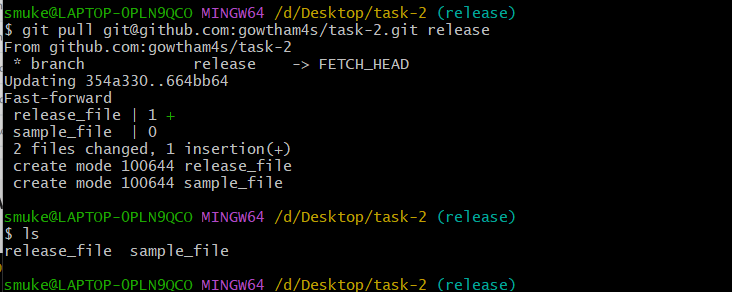 smuke@LAPTOP-OPLN9QCO MINGW64 /d/Desktop/task-2 (release)
$ git pull git@github.com:gowtham4s/task-2.git release
From github.com:gowtham4s/task-2
 * branch            release    -> FETCH_HEAD
Updating 354a330..664bb64
Fast-forward
 release_file | 1 +
 sample_file  | 0
 2 files changed, 1 insertion(+)
 create mode 100644 release_file
 create mode 100644 sample_file
smuke@LAPTOP-OPLN9QCO MINGW64 /d/Desktop/task-2 (release)
$ ls
release_file  sample_file
smuke@LAPTOP-OPLN9QCO MINGW64 /d/Desktop/task-2 (release)